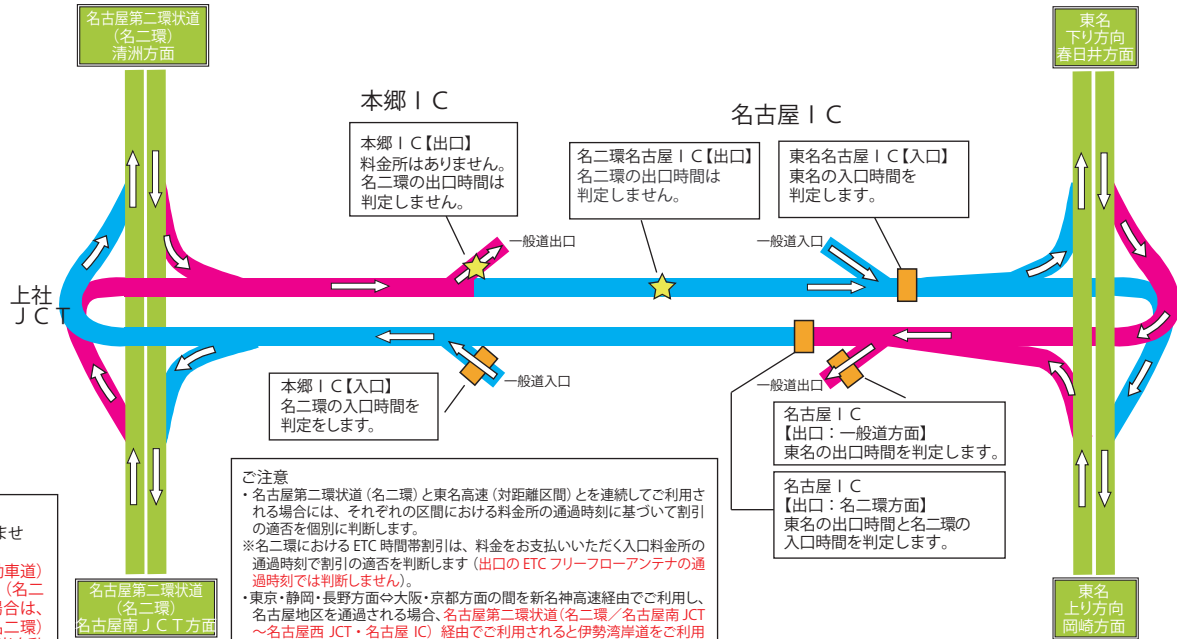 名古屋第二環状道
(名二環)
清洲方面
東名
下り方向
春日井方面
本郷IC
名古屋IC
本郷IC【出口】
料金所はありません。
名二環の出口時間は
判定しません。
名二環名古屋IC【出口】
名二環の出口時間は
判定しません。
東名名古屋IC【入口】
東名の入口時間を
判定します。
一般道出口
一般道入口
上社
JCT
本郷IC【入口】
名二環の入口時間を
判定をします。
一般道入口
一般道出口
名古屋IC
【出口：一般道方面】
東名の出口時間を判定します。
名古屋IC
【出口：名二環方面】
東名の出口時間と名二環の
入口時間を判定します。
ませ
動車道)
(名二
場合は、
名二環)
名古屋第二環状道
(名二環)
名古屋南JCT方面
ご注意
・名古屋第二環状道(名二環)と東名高速(対距離区間)とを連続してご利用さ
れる場合には、それぞれの区間における料金所の通過時刻に基づいて割引
の適否を個別に判断します。
※名二環におけるETC時間帯割引は、料金をお支払いいただく入口料金所の
通過時刻で割引の適否を判断します(出口のETCフリーフローアンテナの通
過時刻では判断しません)。
・東京・静岡・長野方面⇔大阪・京都方面の間を新名神高速経由でご利用し、
名古屋地区を通過される場合、名古屋第二環状道(名二環／名古屋南JCT
～名古屋西JCT・名古屋IC)経由でご利用されると伊勢湾岸道をご利用
東名
上り方向
岡崎方面